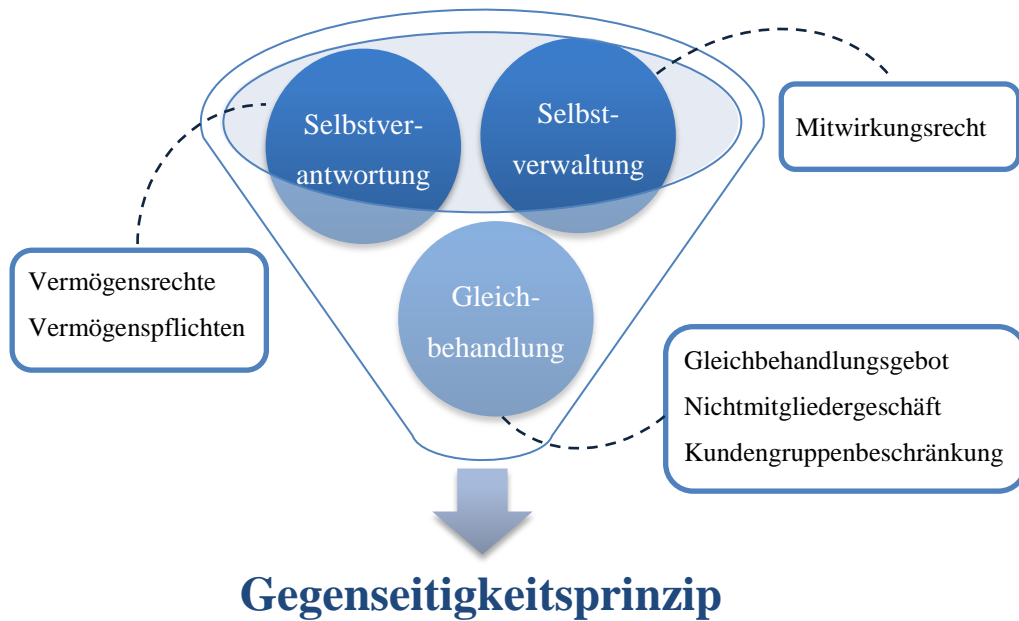 Selbstver-
antwortung
Selbst-
verwaltung
Mitwirkungsrecht
Vermögensrechte
Vermögenspflichten
Gleich-
behandlung
Gleichbehandlungsgebot
Nichtmitgliedergeschäft
Kundengruppenbeschränkung
Gegenseitigkeitsprinzip